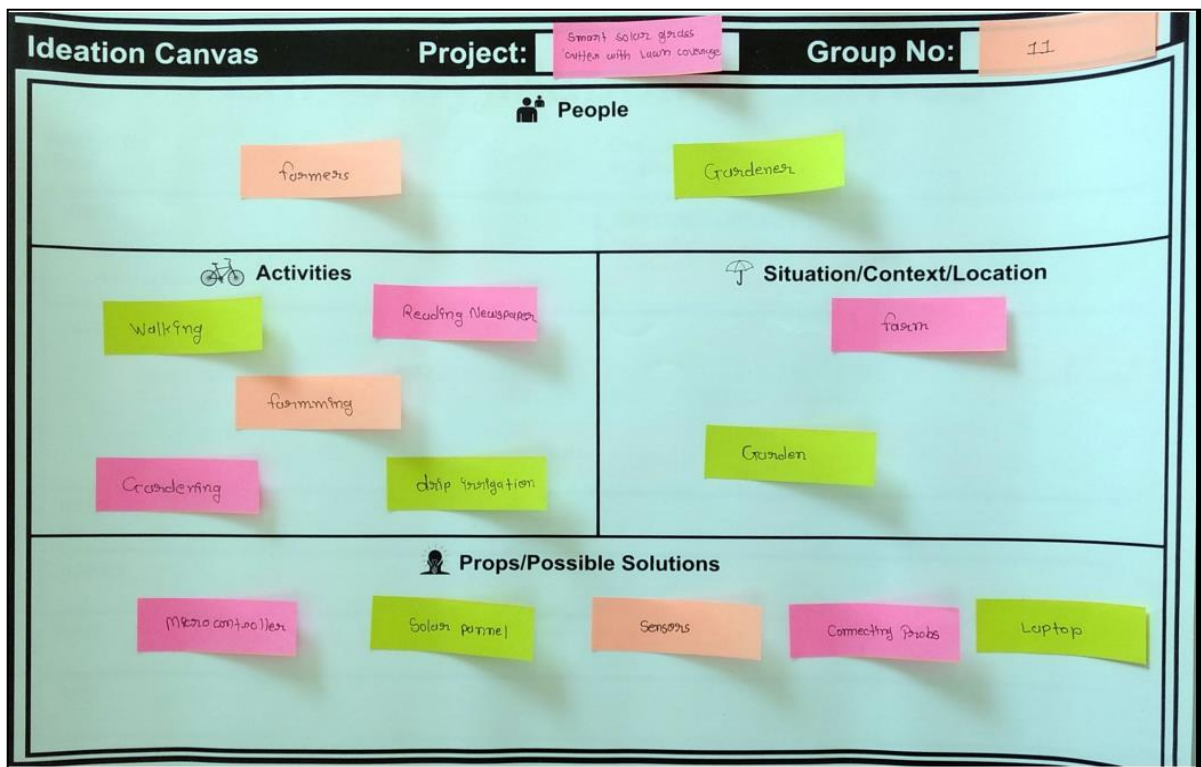 Ideation Canvas
Project:
Smart solar grass
cutter with Lawn coverage
Group No:
11
People
farmers
Gardener
Activities
Walking
Reading Newspaper
farmming
Gardening
drip irrigation
Situation/Context/Location
farm
Garden
Props/Possible Solutions
Microcontroller
Solar pannel
Sensors
Connecting Probs
Laptop